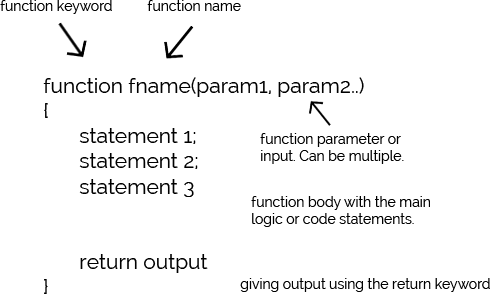 function keyword
function name
function fname(param1, param2..)
{
statement 1;
function parameter or
input. Can be multiple.
statement 2;
statement 3
function body with the main
logic or code statements.
return output
}
giving output using the return keyword